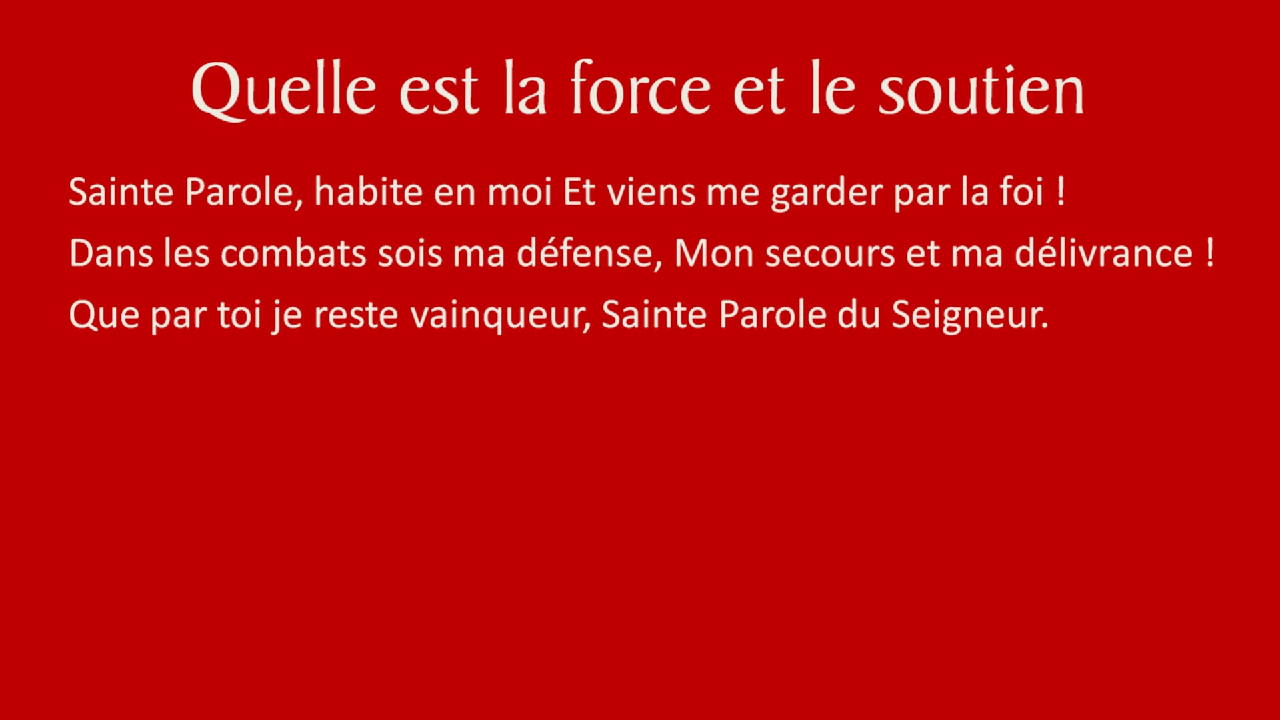 Quelle est la force et le soutien
Sainte Parole, habite en moi Et viens me garder par la foi !
Dans les combats sois ma défense, Mon secours et ma délivrance !
Que par toi je reste vainqueur, Sainte Parole du Seigneur.